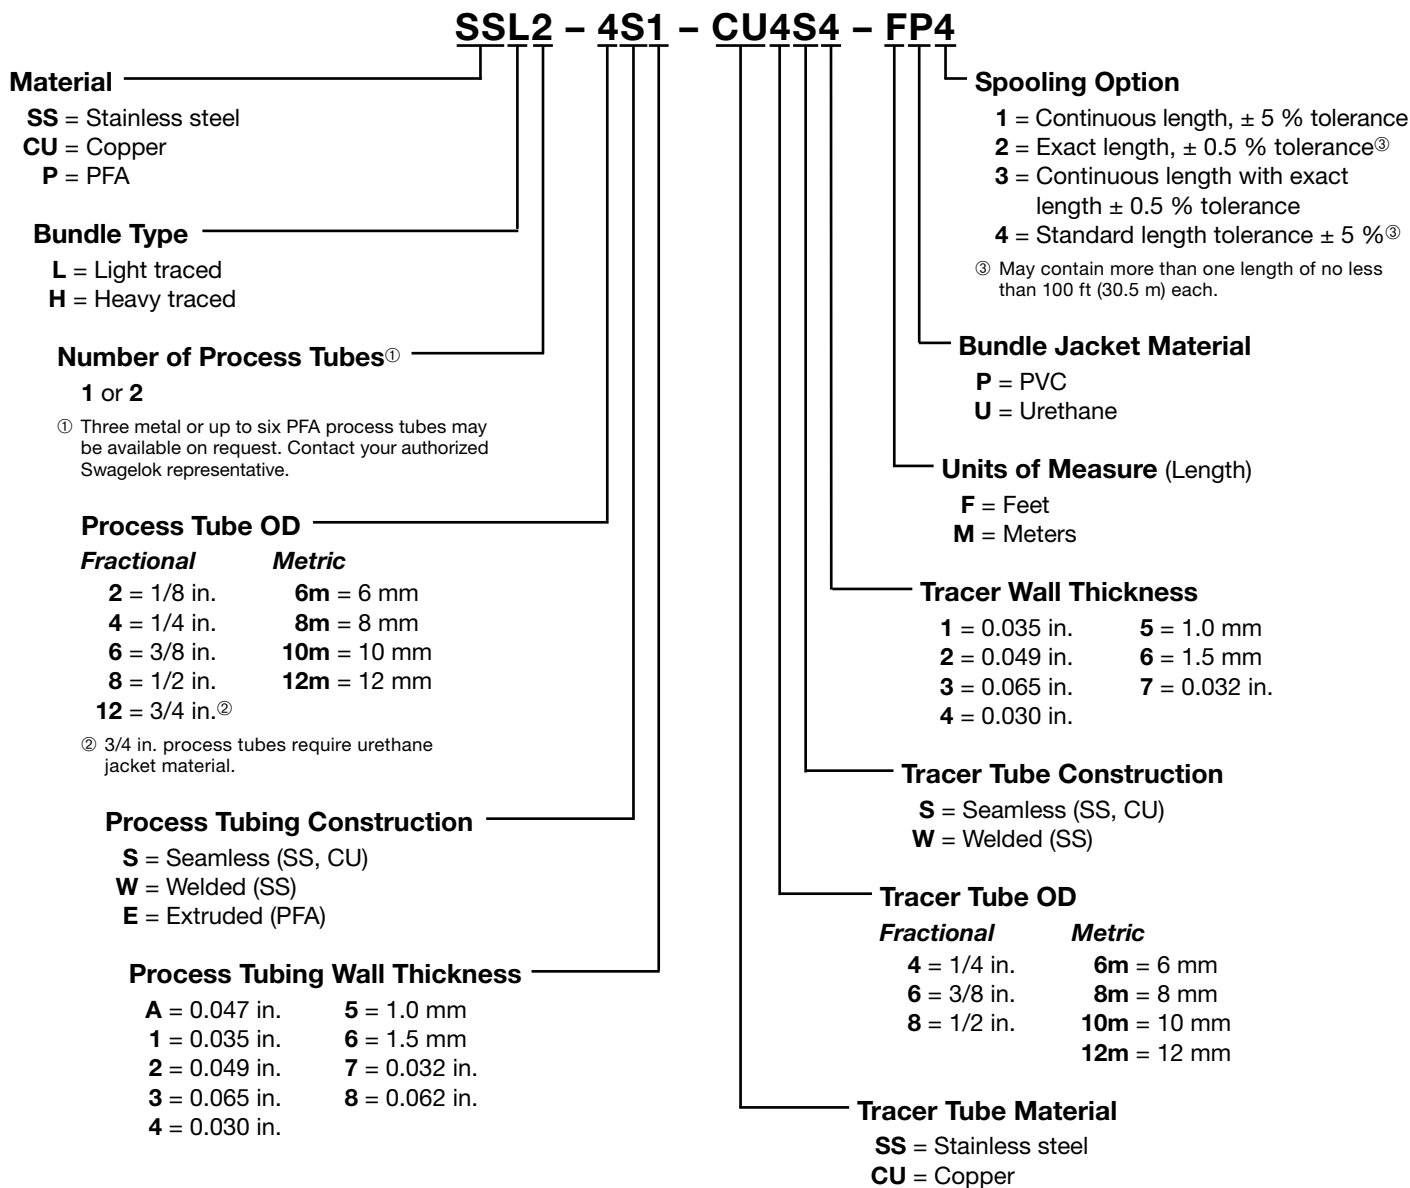 SSL2 – 4S1 – CU4S4 – FP4
Material
SS = Stainless steel
CU = Copper
P = PFA
Bundle Type
L = Light traced
H = Heavy traced
Number of Process Tubes①
1 or 2
① Three metal or up to six PFA process tubes may
be available on request. Contact your authorized
Swagelok representative.
Process Tube OD
Fractional Metric
2 = 1/8 in. 6m = 6 mm
4 = 1/4 in. 8m = 8 mm
6 = 3/8 in. 10m = 10 mm
8 = 1/2 in. 12m = 12 mm
12 = 3/4 in.②
② 3/4 in. process tubes require urethane
jacket material.
Process Tubing Construction
S = Seamless (SS, CU)
W = Welded (SS)
E = Extruded (PFA)
Process Tubing Wall Thickness
A = 0.047 in. 5 = 1.0 mm
1 = 0.035 in. 6 = 1.5 mm
2 = 0.049 in. 7 = 0.032 in.
3 = 0.065 in. 8 = 0.062 in.
4 = 0.030 in.
Spooling Option
1 = Continuous length, ± 5 % tolerance
2 = Exact length, ± 0.5 % tolerance③
3 = Continuous length with exact
length ± 0.5 % tolerance
4 = Standard length tolerance ± 5 %③
③ May contain more than one length of no less
than 100 ft (30.5 m) each.
Bundle Jacket Material
P = PVC
U = Urethane
Units of Measure (Length)
F = Feet
M = Meters
Tracer Wall Thickness
1 = 0.035 in. 5 = 1.0 mm
2 = 0.049 in. 6 = 1.5 mm
3 = 0.065 in. 7 = 0.032 in.
4 = 0.030 in.
Tracer Tube Construction
S = Seamless (SS, CU)
W = Welded (SS)
Tracer Tube OD
Fractional Metric
4 = 1/4 in. 6m = 6 mm
6 = 3/8 in. 8m = 8 mm
8 = 1/2 in. 10m = 10 mm
12m = 12 mm
Tracer Tube Material
SS = Stainless steel
CU = Copper